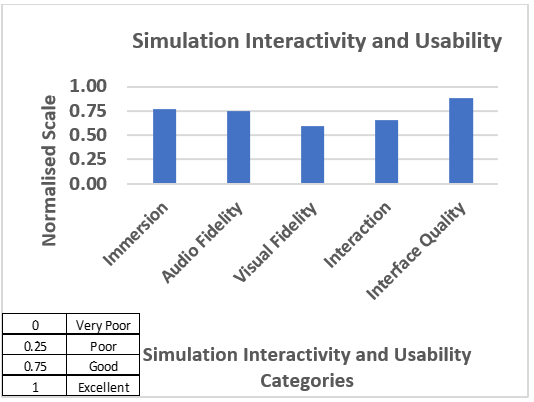 Simulation Interactivity and Usability
Normalised Scale
1.00
0.75
0.50
0.25
0.00
Immersion
Audio Fidelity
Visual Fidelity
Interaction
Interface Quality
0 Very Poor
0.25 Poor
0.75 Good
1 Excellent
Simulation Interactivity and Usability
Categories